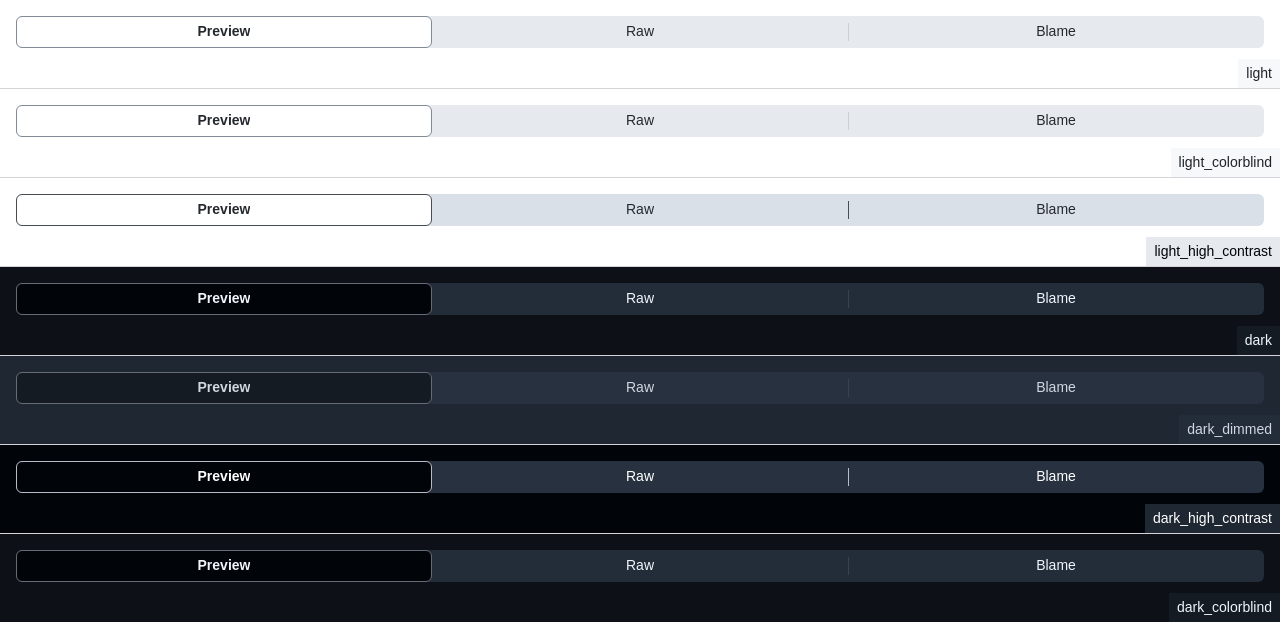 Preview Raw Blame
light
Preview Raw Blame
light_colorblind
Preview Raw Blame
light_high_contrast
Preview Raw Blame
dark
Preview Raw Blame
dark_dimmed
Preview Raw Blame
dark_high_contrast
Preview Raw Blame
dark_colorblind